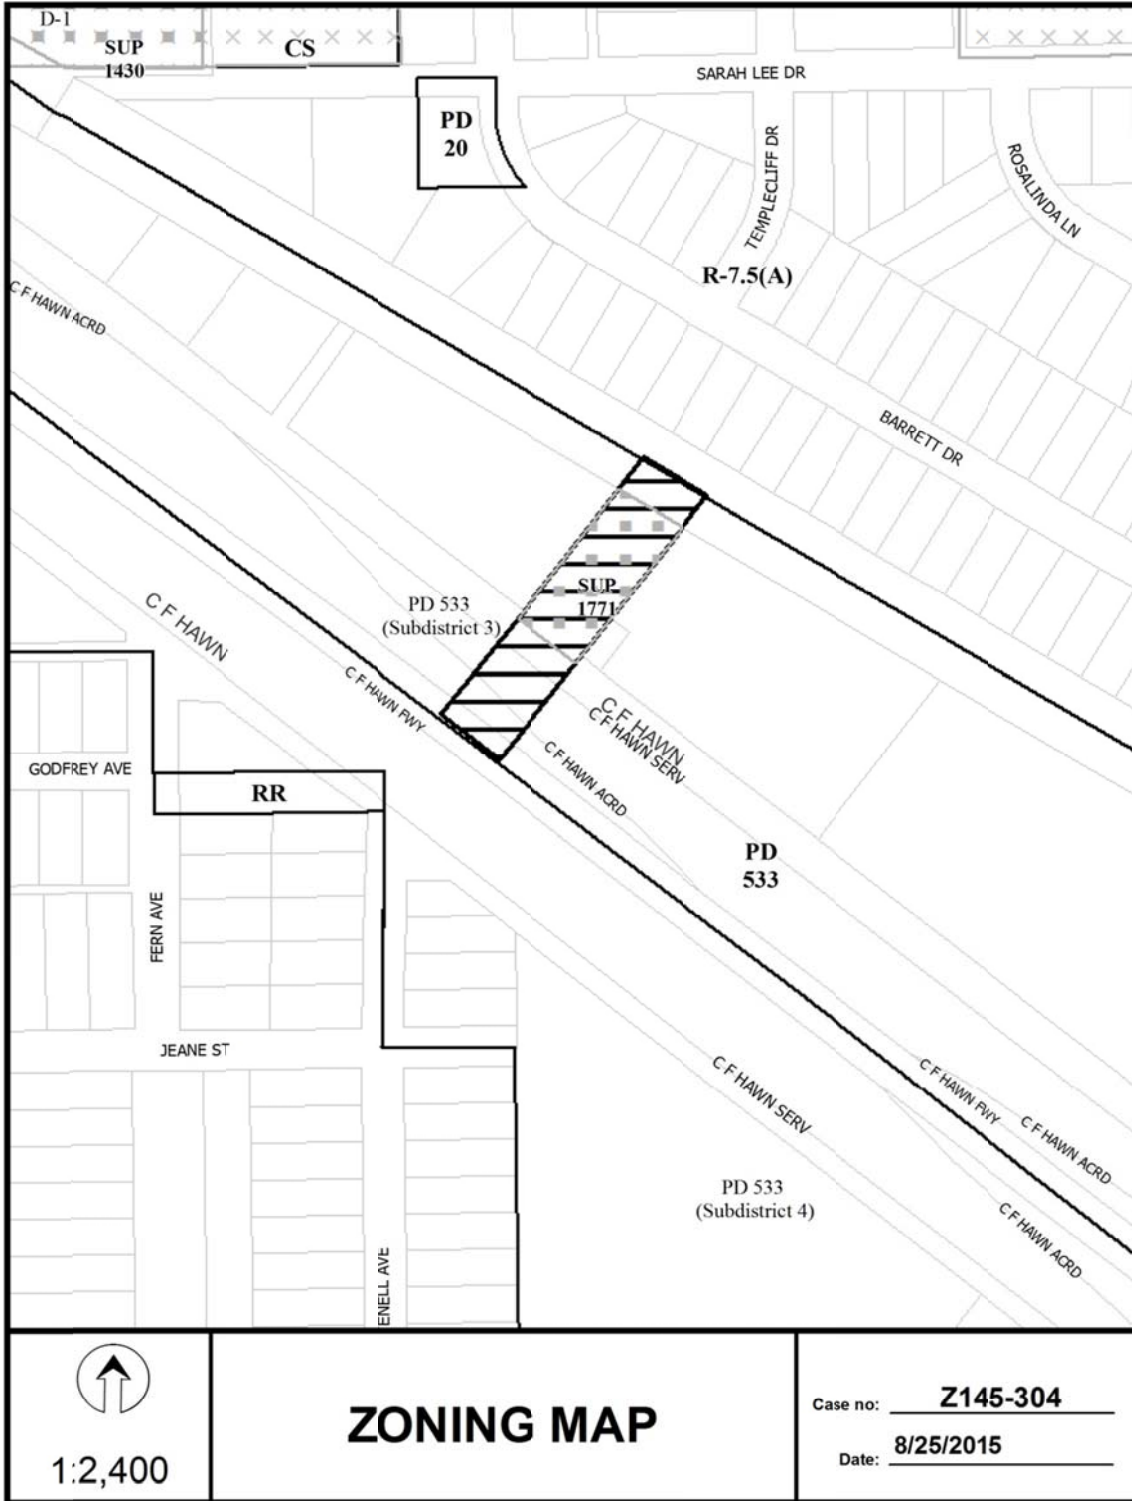 D-1
SUP
1430
CS
SARAH LEE DR
PD
20
TEMPLECLIFF DR
ROSALINDA LN
R-7.5(A)
C F HAWN ACRD
BARRETT DR
SUP
1771
PD 533
(Subdistrict 3)
C F HAWN
C F HAWN FWY
C F HAWN
C F HAWN SERV
C F HAWN ACRD
GODFREY AVE
RR
PD
533
FERN AVE
JEANE ST
C F HAWN SERV
C F HAWN FWY
C F HAWN ACRD
PD 533
(Subdistrict 4)
C F HAWN ACRD
ENELL AVE
1:2,400
ZONING MAP
Case no: Z145-304
Date: 8/25/2015